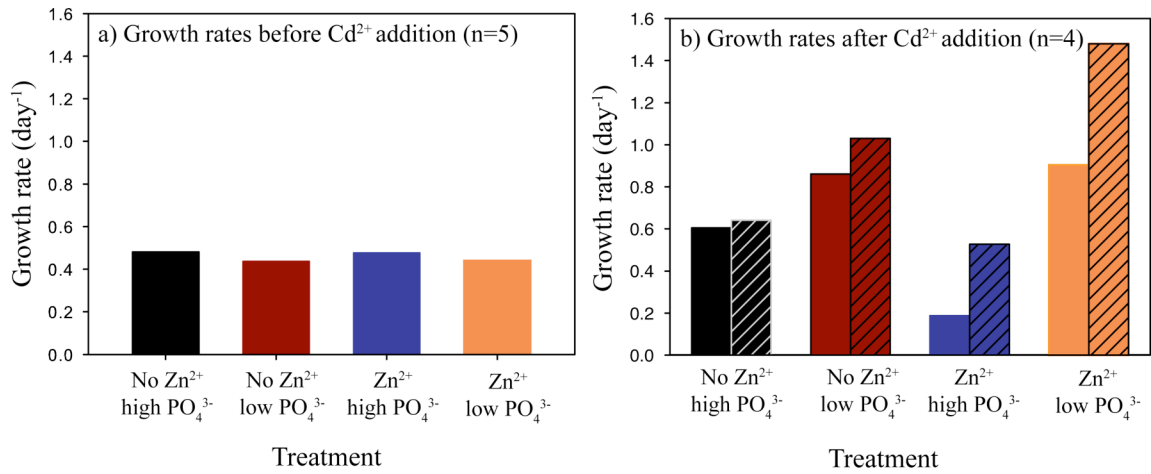 a) Growth rates before Cd²⁺ addition (n=5)
Growth rate (day⁻¹)
1.6
1.4
1.2
1.0
0.8
0.6
0.4
0.2
0.0
No Zn²⁺ No Zn²⁺ Zn²⁺ Zn²⁺
high PO₄³⁻ low PO₄³⁻ high PO₄³⁻ low PO₄³⁻
Treatment
b) Growth rates after Cd²⁺ addition (n=4)
Growth rate (day⁻¹)
1.6
1.4
1.2
1.0
0.8
0.6
0.4
0.2
0.0
No Zn²⁺ No Zn²⁺ Zn²⁺ Zn²⁺
high PO₄³⁻ low PO₄³⁻ high PO₄³⁻ low PO₄³⁻
Treatment